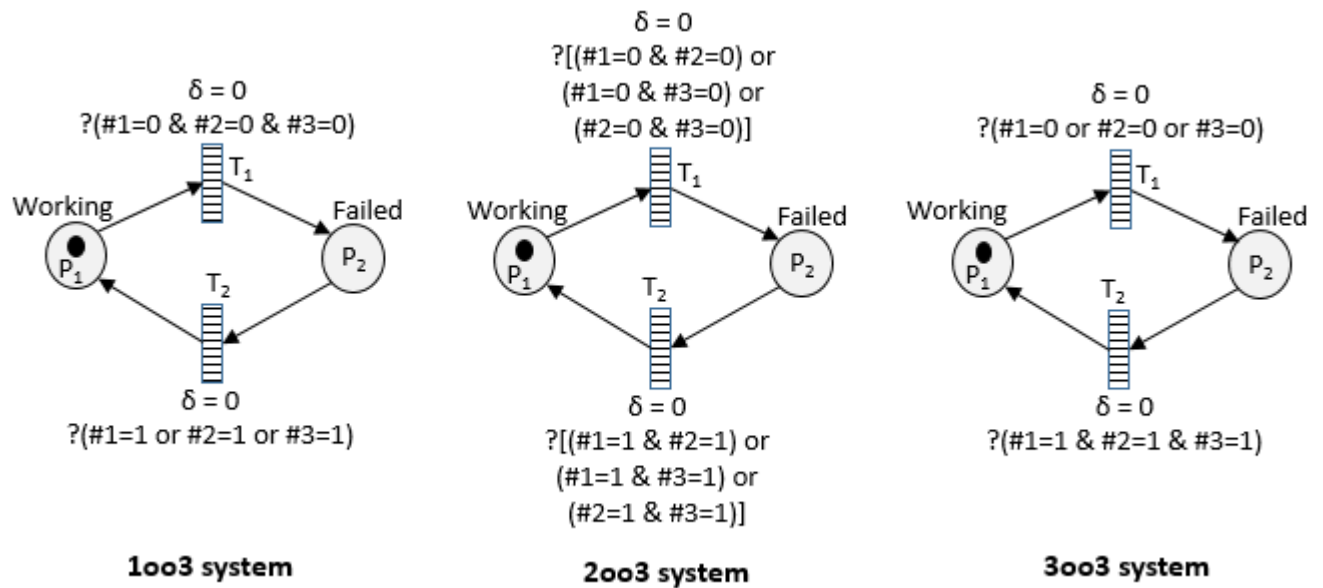 δ = 0
?(#1=0 & #2=0 & #3=0)
T1
Working
Failed
P1
P2
T2
δ = 0
?(#1=1 or #2=1 or #3=1)
1oo3 system
δ = 0
?[(#1=0 & #2=0) or
(#1=0 & #3=0) or
(#2=0 & #3=0)]
T1
Working
Failed
P1
P2
T2
δ = 0
?[(#1=1 & #2=1) or
(#1=1 & #3=1) or
(#2=1 & #3=1)]
2oo3 system
δ = 0
?(#1=0 or #2=0 or #3=0)
T1
Working
Failed
P1
P2
T2
δ = 0
?(#1=1 & #2=1 & #3=1)
3oo3 system